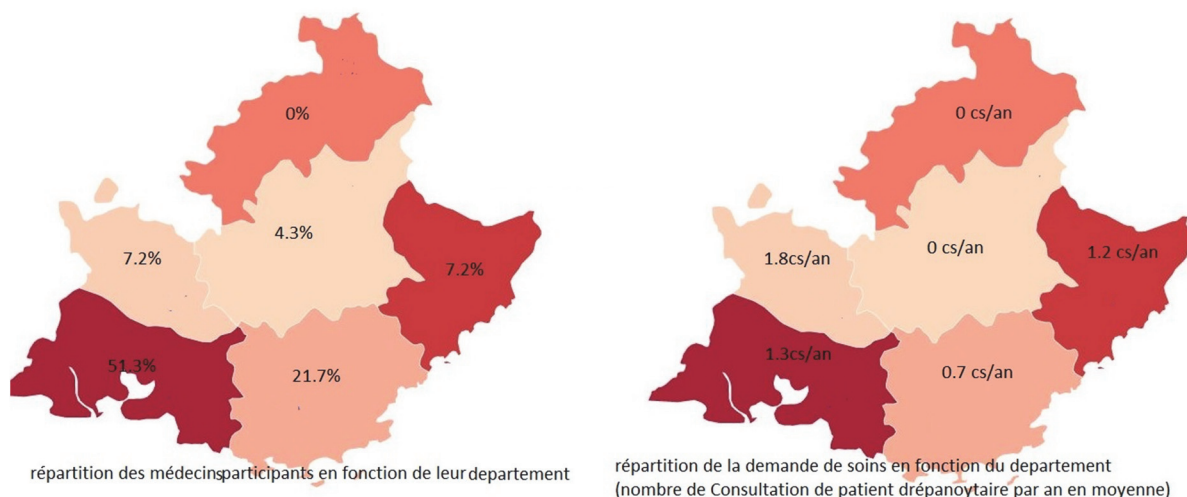 0%
4.3%
7.2%
7.2%
51.3%
21.7%
répartition des médecins participants en fonction de leur departement
0 cs/an
0 cs/an
1.8cs/an
1.2 cs/an
1.3cs/an
0.7 cs/an
répartition de la demande de soins en fonction du departement
(nombre de Consultation de patient drépanoytaire par an en moyenne)